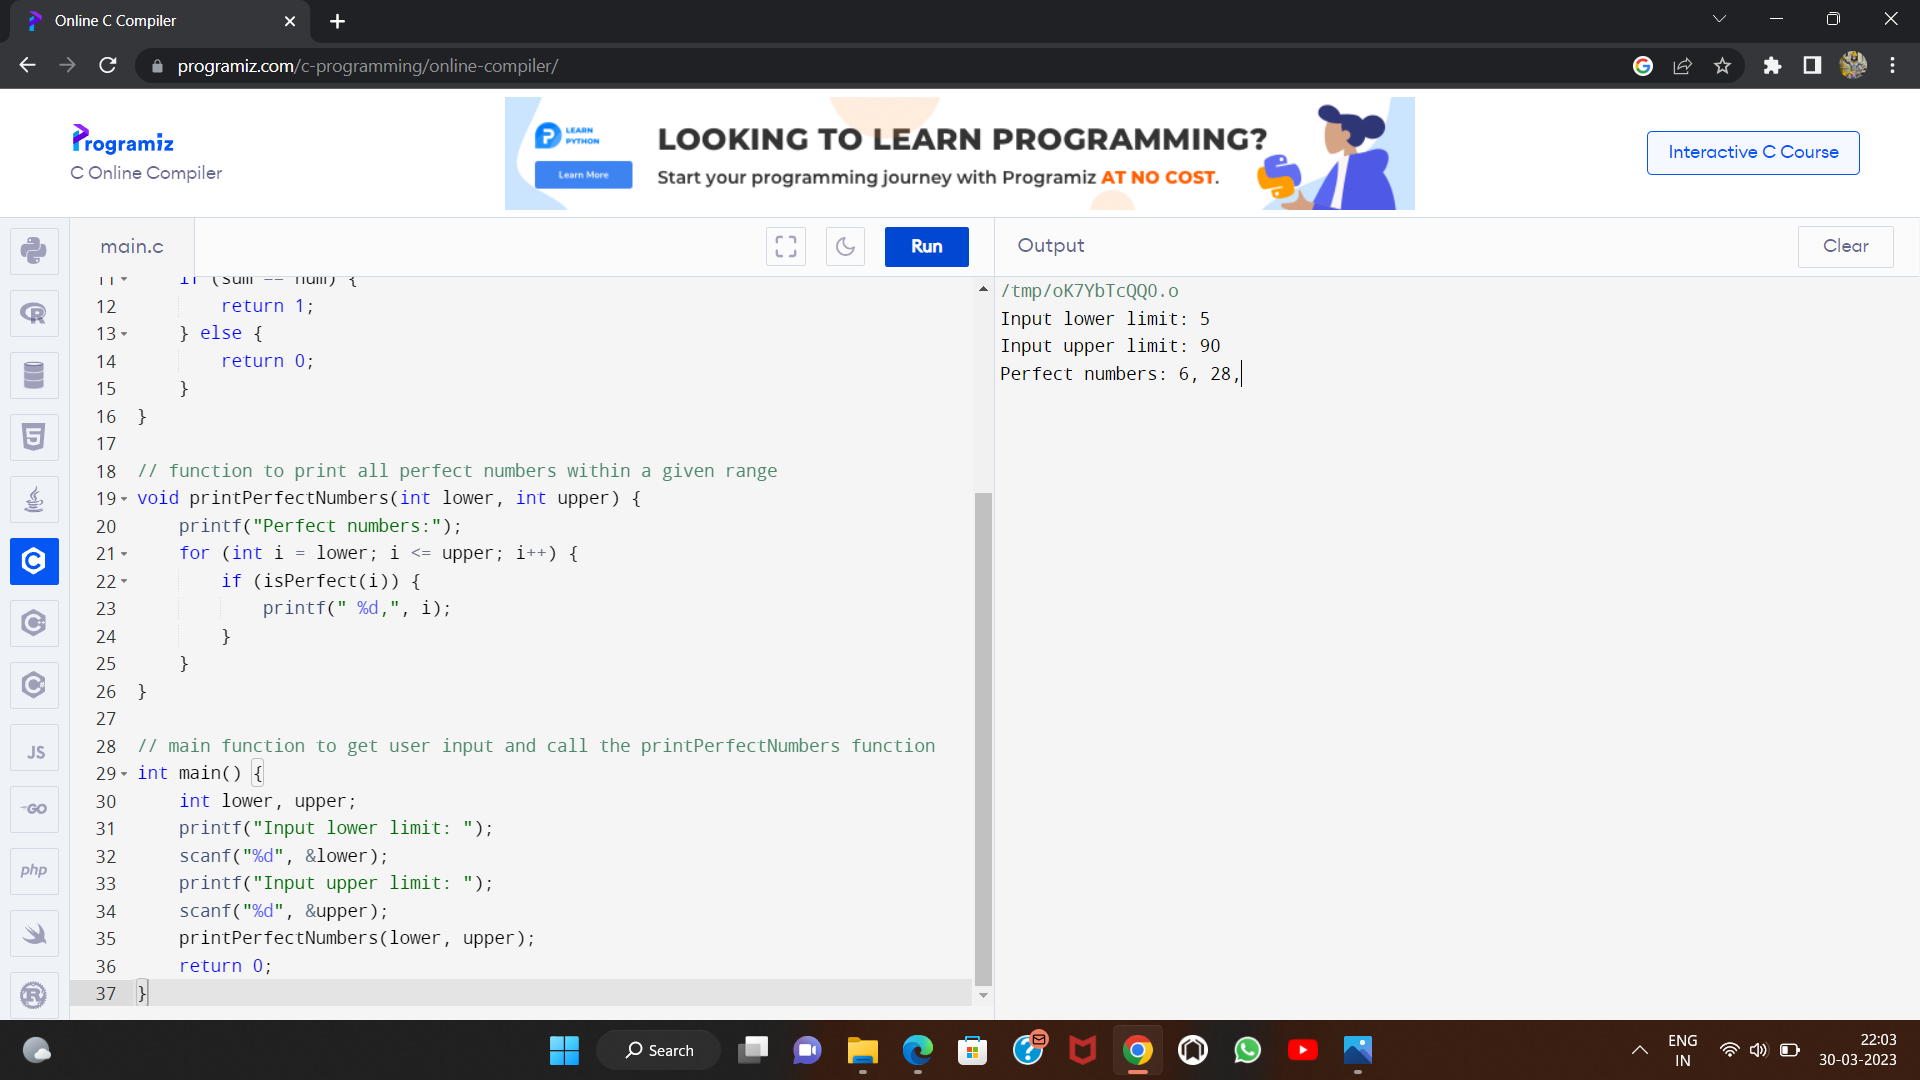 Online C Compiler
programiz.com/c-programming/online-compiler/
Programiz
C Online Compiler
LEARN
PYTHON
Learn More
LOOKING TO LEARN PROGRAMMING?
Start your programming journey with Programiz AT NO COST.
Interactive C Course
main.c
Run
Output
Clear
11 if (sum == num) {
12 return 1;
13 } else {
14 return 0;
15 }
16 }
17
18 // function to print all perfect numbers within a given range
19 void printPerfectNumbers(int lower, int upper) {
20 printf("Perfect numbers:");
21 for (int i = lower; i <= upper; i++) {
22 if (isPerfect(i)) {
23 printf(" %d,", i);
24 }
25 }
26 }
27
28 // main function to get user input and call the printPerfectNumbers function
29 int main() {
30 int lower, upper;
31 printf("Input lower limit: ");
32 scanf("%d", &lower);
33 printf("Input upper limit: ");
34 scanf("%d", &upper);
35 printPerfectNumbers(lower, upper);
36 return 0;
37 }
/tmp/oK7YbTcQQO.o
Input lower limit: 5
Input upper limit: 90
Perfect numbers: 6, 28,
JS
GO
php
Search
ENG
IN
22:03
30-03-2023